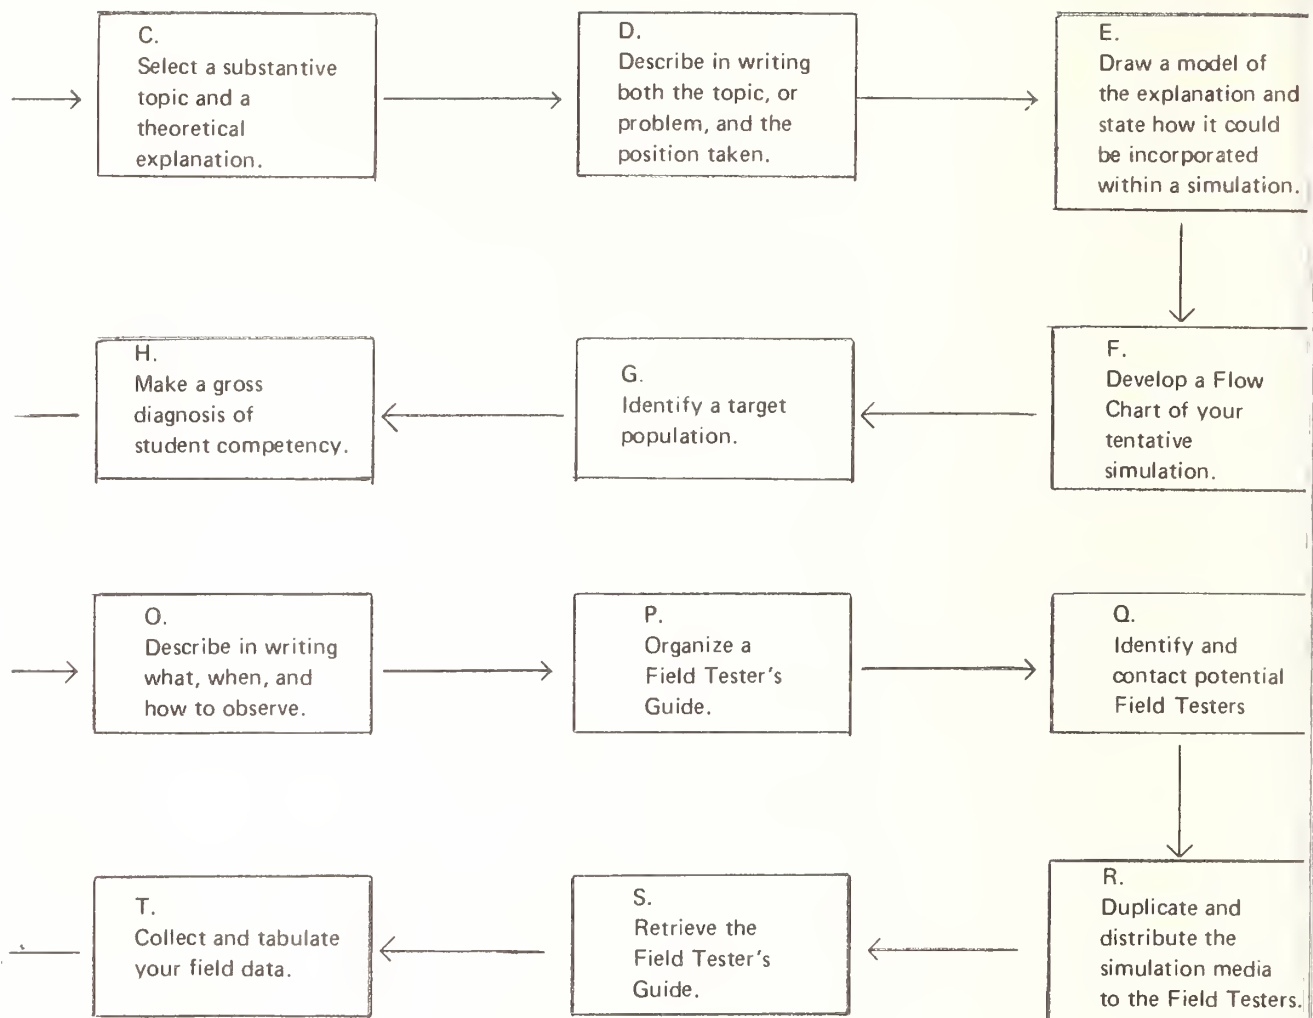 C.
Select a substantive
topic and a
theoretical
explanation.
D.
Describe in writing
both the topic, or
problem, and the
position taken.
E.
Draw a model of
the explanation and
state how it could
be incorporated
within a simulation.
F.
Develop a Flow
Chart of your
tentative
simulation.
G.
Identify a target
population.
H.
Make a gross
diagnosis of
student competency.
O.
Describe in writing
what, when, and
how to observe.
P.
Organize a
Field Tester's
Guide.
Q.
Identify and
contact potential
Field Testers
R.
Duplicate and
distribute the
simulation media
to the Field Testers.
S.
Retrieve the
Field Tester's
Guide.
T.
Collect and tabulate
your field data.